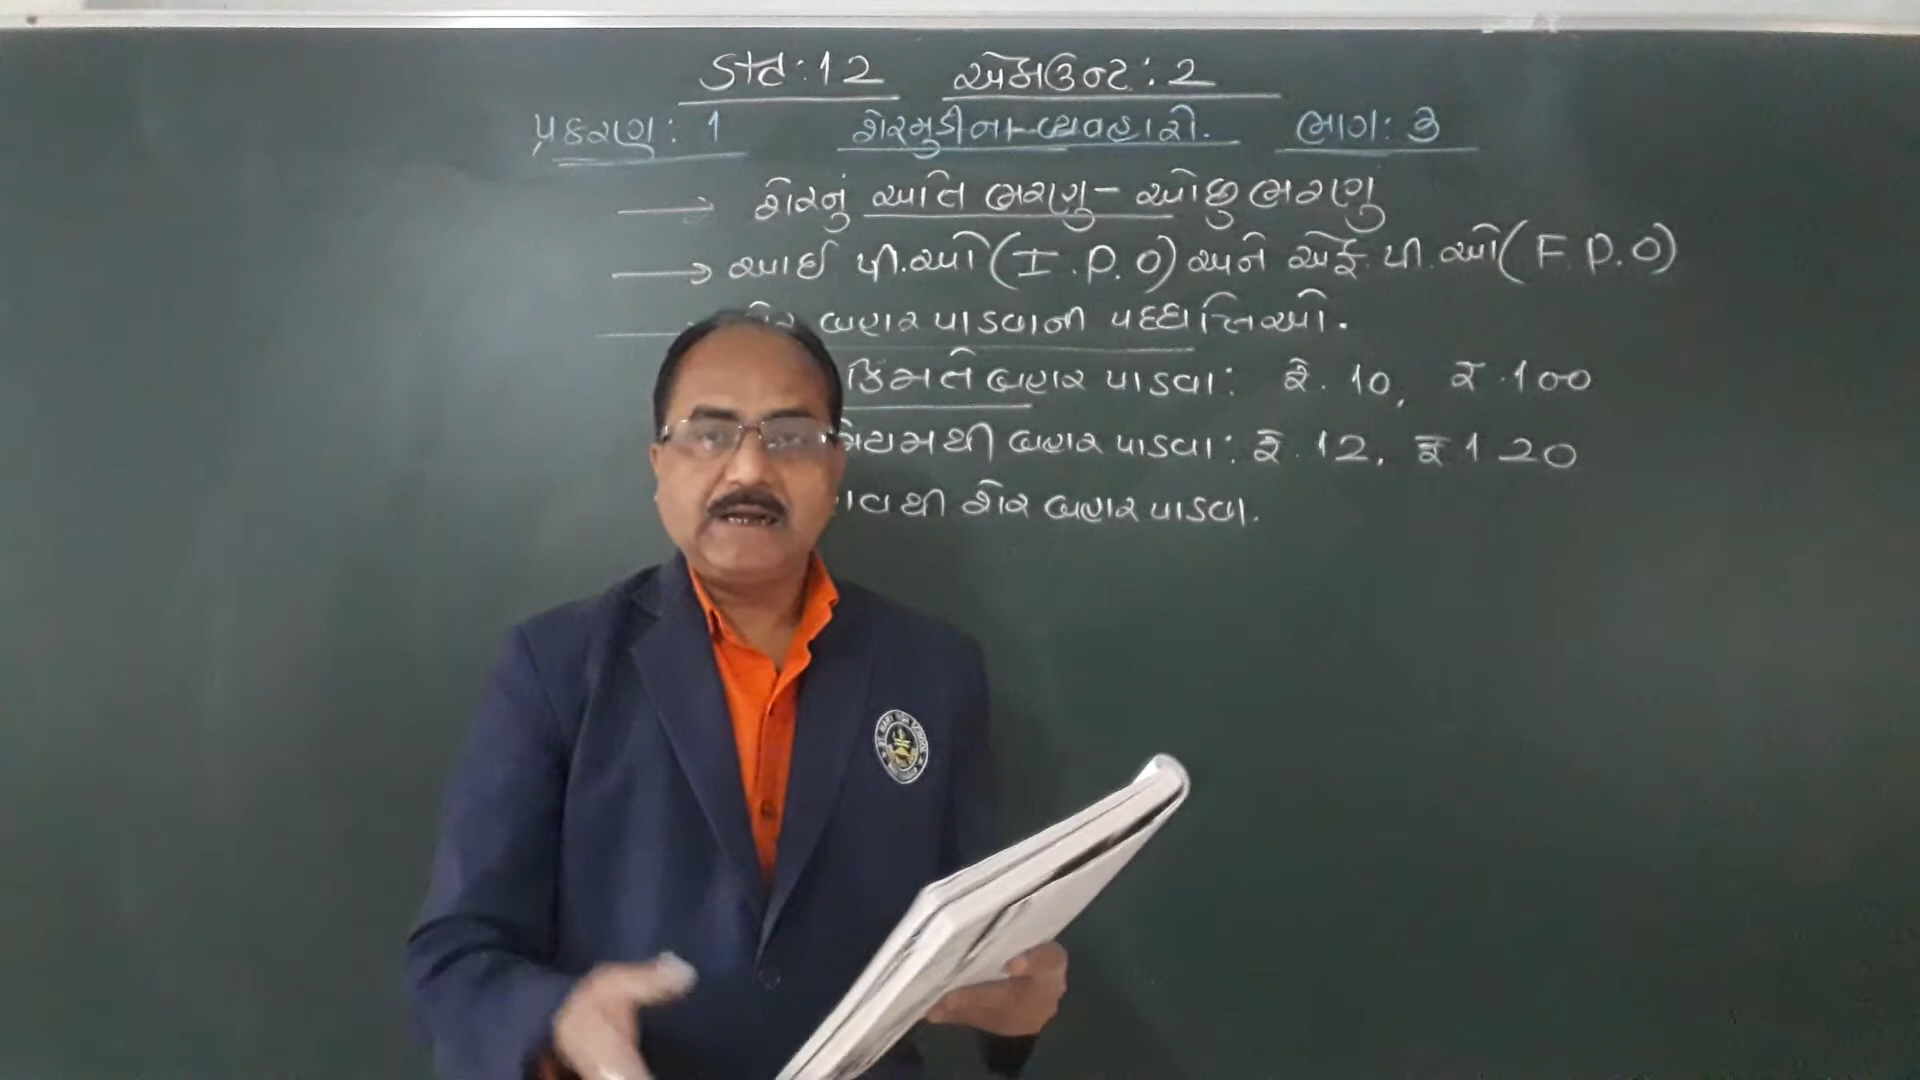 ધોરણ: 12 એકાઉન્ટ: 2
પ્રકરણ: 1 શેરમુડીના વ્યવહારો. ભાગ: 3
શેરનું અતિ ભરણુ - ઓછુ ભરણુ
આઈ પી.ઓ (I.P.O) અને એફ.પી.ઓ (F.P.O)
બહાર પાડવાની પધ્ધત્તિઓ.
કિંમતે બહાર પાડવા: રૂ. 10, ₹ .100
બહાર પાડવા: રૂ. 12, ₹ 120
થી શેર બહાર પાડવા.